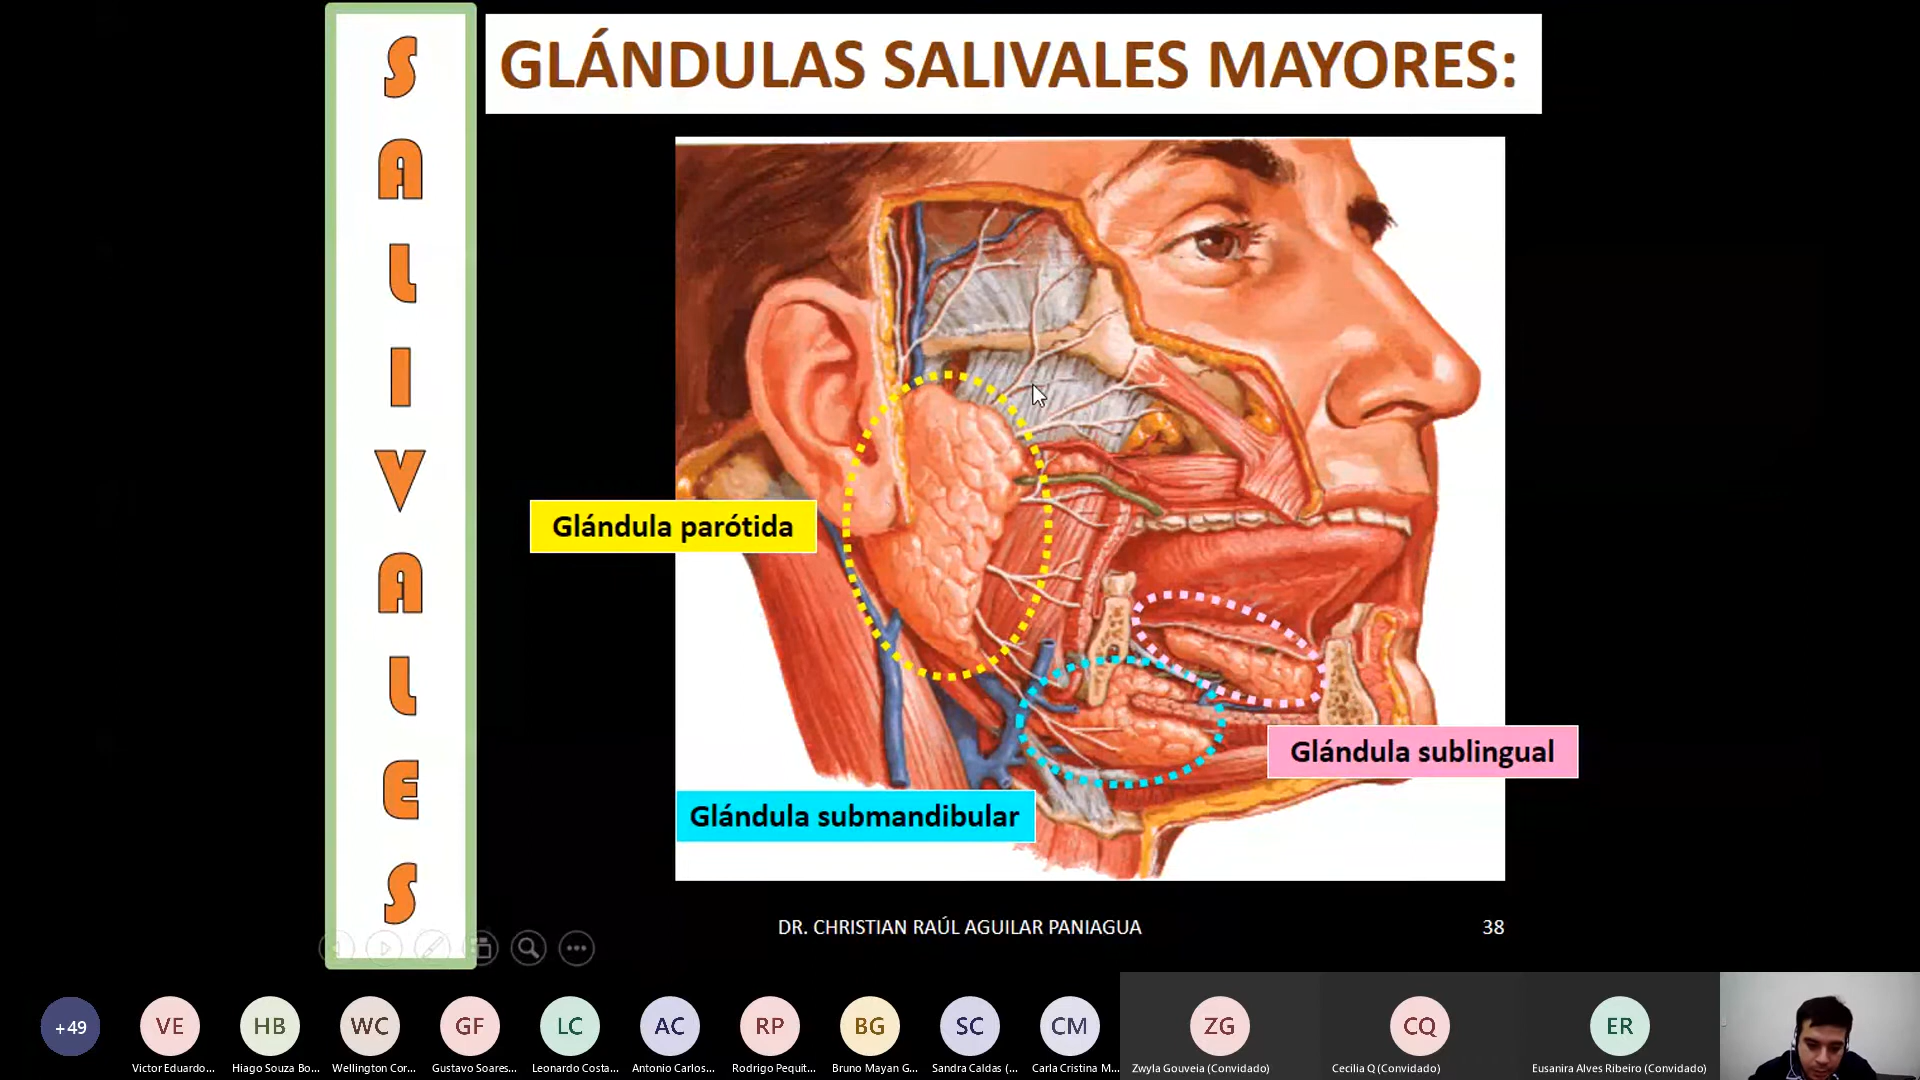 SALIVALES
GLÁNDULAS SALIVALES MAYORES:
Glándula parótida
Glándula sublingual
Glándula submandibular
DR. CHRISTIAN RAÚL AGUILAR PANIAGUA
38
+49
VE
HB
WC
GF
LC
AC
RP
BG
SC
CM
ZG
CQ
ER
Victor Eduardo...
Hiago Souza Bo...
Wellington Cor...
Gustavo Soares...
Leonardo Costa...
Antonio Carlos...
Rodrigo Pequit...
Bruno Mayan G...
Sandra Caldas (...
Carla Cristina M...
Zwyla Gouveia (Convidado)
Cecilia Q (Convidado)
Eusanira Alves Ribeiro (Convidado)